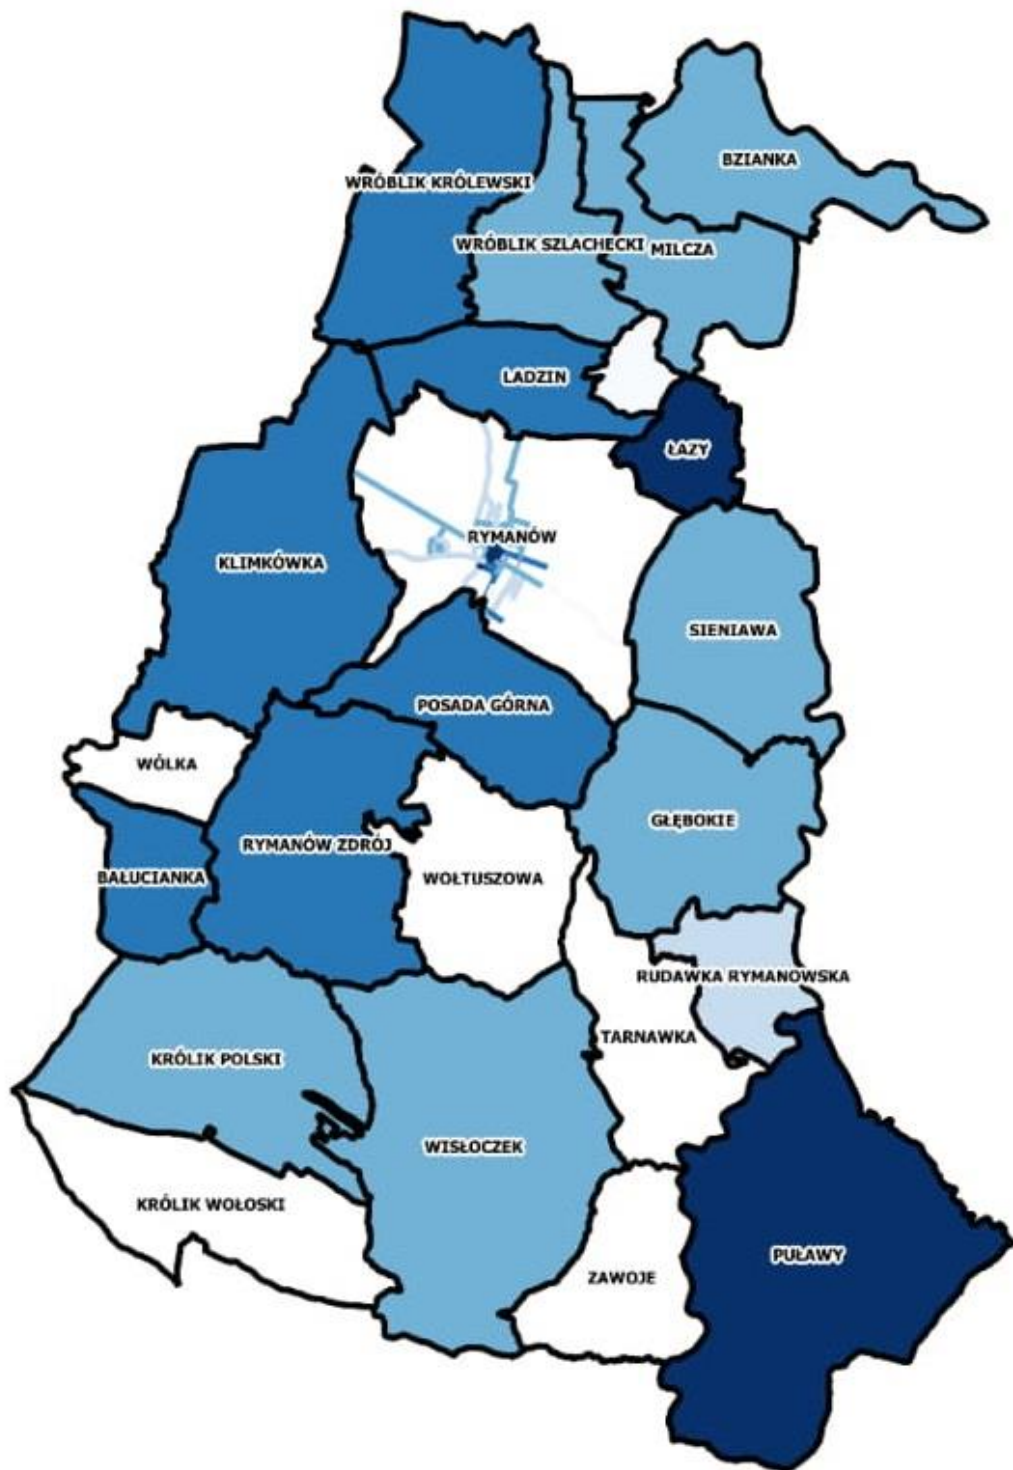 BZIANKA
WRÓBLIK KRÓLEWSKI
WRÓBLIK SZLACHECKI
MILCZA
LADZIN
ŁAZY
RYMANÓW
KLIMKÓWKA
SIENIAWA
POSADA GÓRNA
WÓLKA
GŁĘBOKIE
RYMANÓW ZDRÓJ
BAŁUCIANKA
WOŁTUSZOWA
RUDAWKA RYMANOWSKA
TARNAWKA
KRÓLIK POLSKI
WISŁOCZEK
KRÓLIK WOŁOSKI
PUŁAWY
ZAWOJE